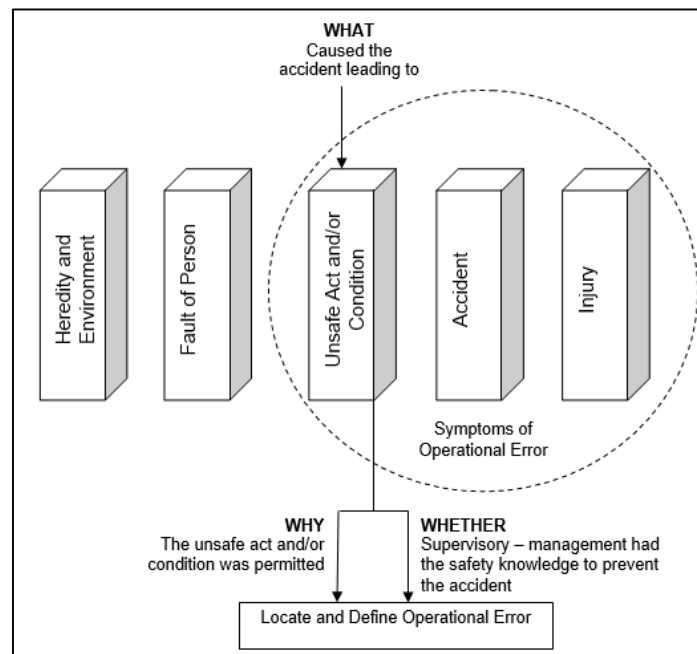 WHAT
Caused the
accident leading to
Heredity and
Environment
Fault of Person
Unsafe Act and/or
Condition
Accident
Injury
Symptoms of
Operational Error
WHY
The unsafe act and/or
condition was permitted
WHETHER
Supervisory – management had
the safety knowledge to prevent
the accident
Locate and Define Operational Error